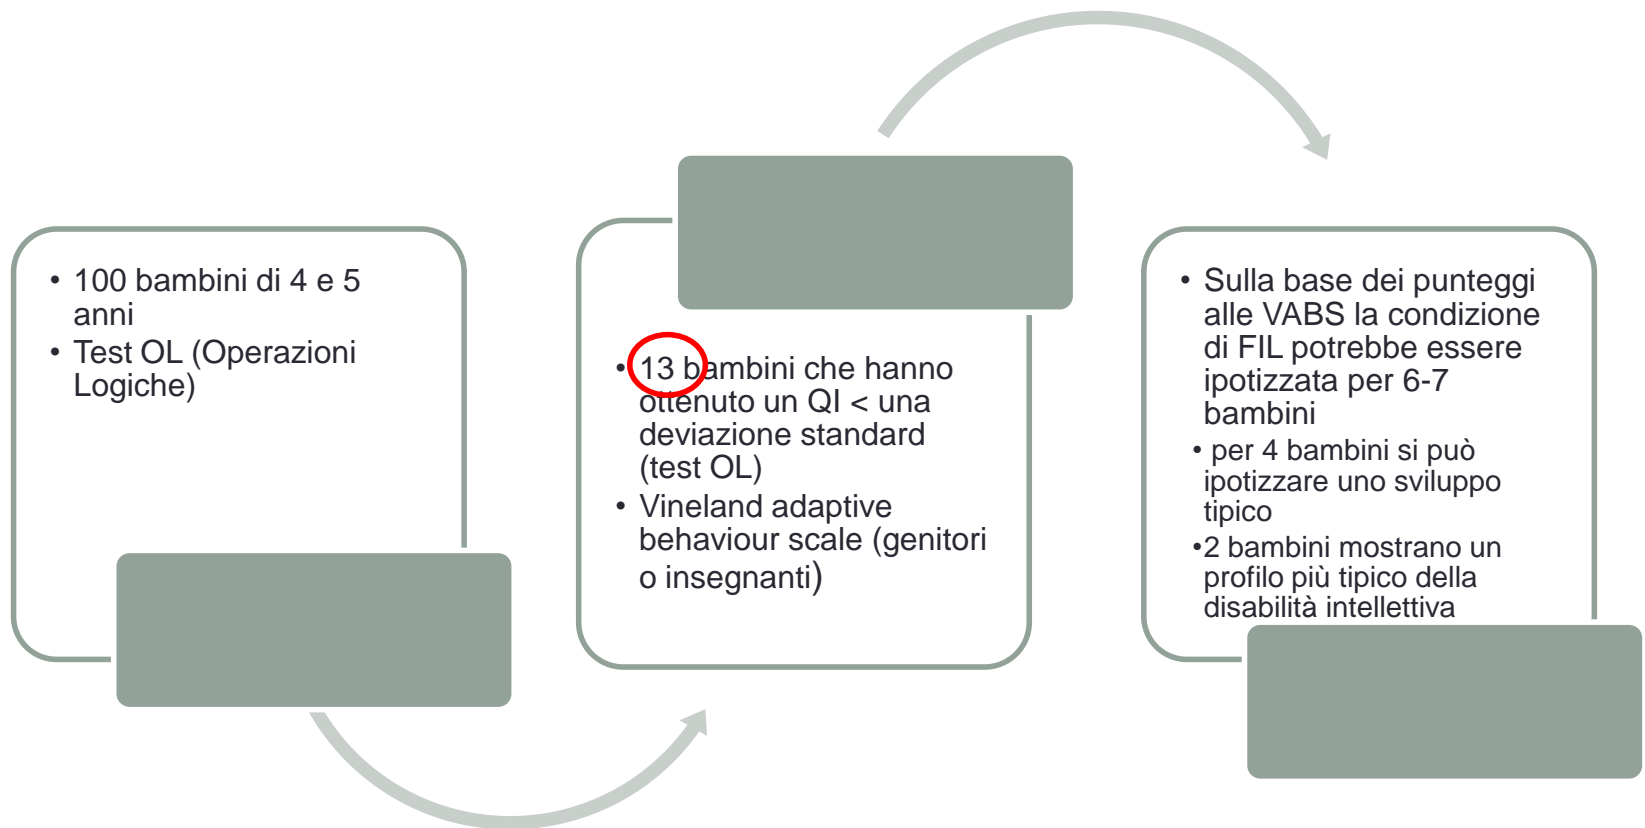 • 100 bambini di 4 e 5
anni
• Test OL (Operazioni
Logiche)
• 13 bambini che hanno
ottenuto un QI < una
deviazione standard
(test OL)
• Vineland adaptive
behaviour scale (genitori
o insegnanti)
• Sulla base dei punteggi
alle VABS la condizione
di FIL potrebbe essere
ipotizzata per 6-7
bambini
• per 4 bambini si può
ipotizzare uno sviluppo
tipico
•2 bambini mostrano un
profilo più tipico della
disabilità intellettiva